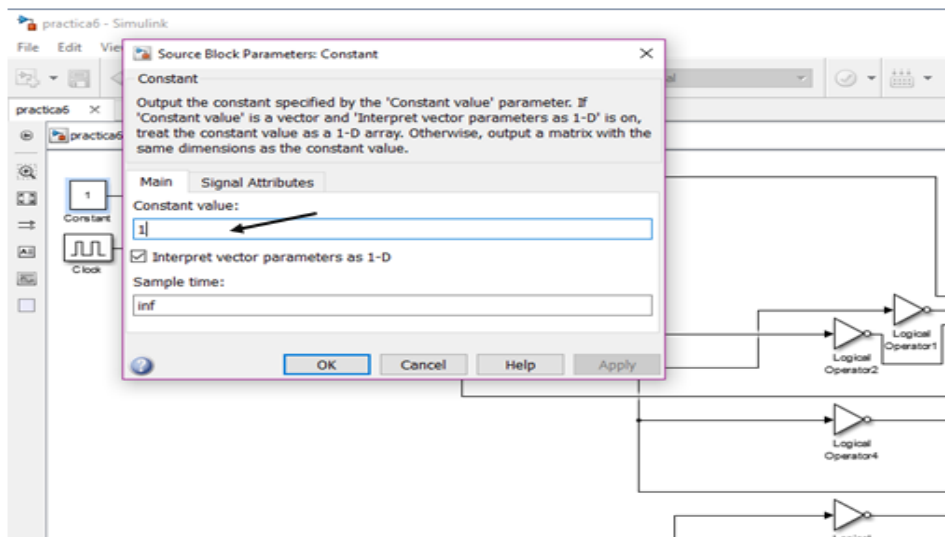 practica6 - Simulink
File Edit Vie
Source Block Parameters: Constant
Constant
Output the constant specified by the 'Constant value' parameter. If
'Constant value' is a vector and 'Interpret vector parameters as 1-D' is on,
treat the constant value as a 1-D array. Otherwise, output a matrix with the
same dimensions as the constant value.
practica6
practica6
Main Signal Attributes
Constant value:
1
Interpret vector parameters as 1-D
Sample time:
inf
OK Cancel Help Apply
1
Constant
Clock
Logical
Operator1
Logical
Operator2
Logical
Operator4